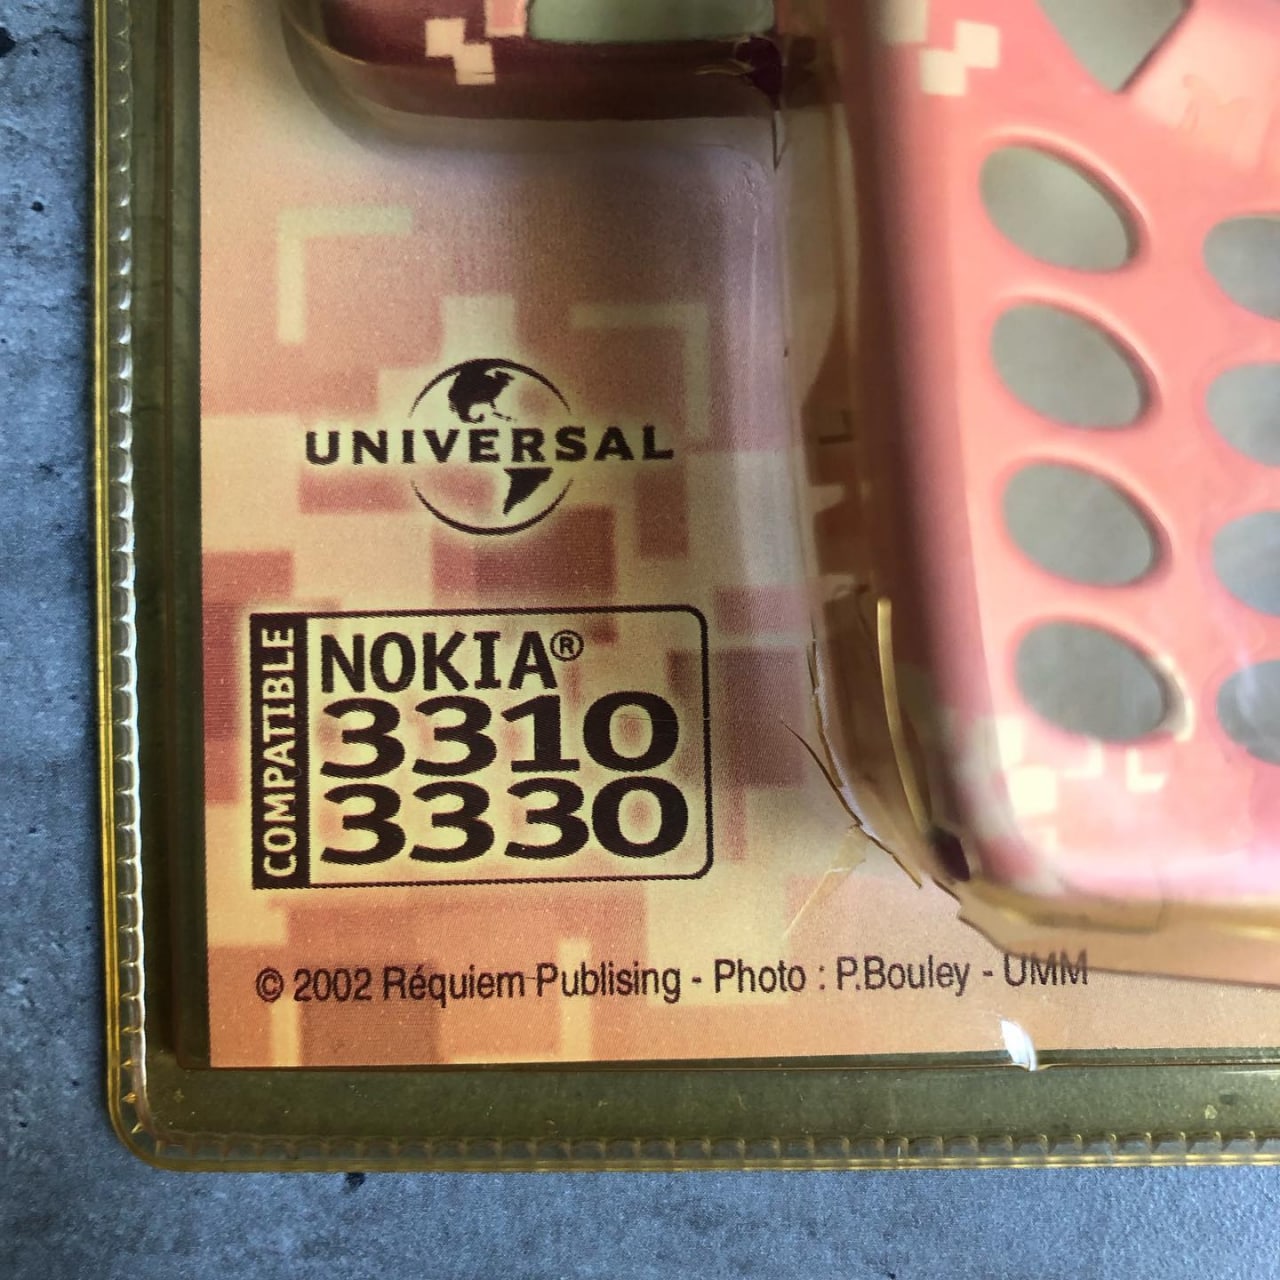 UNIVERSAL
COMPATIBLE
NOKIA®
3310
3330
© 2002 Réquiem Publising - Photo : P.Bouley - UMM